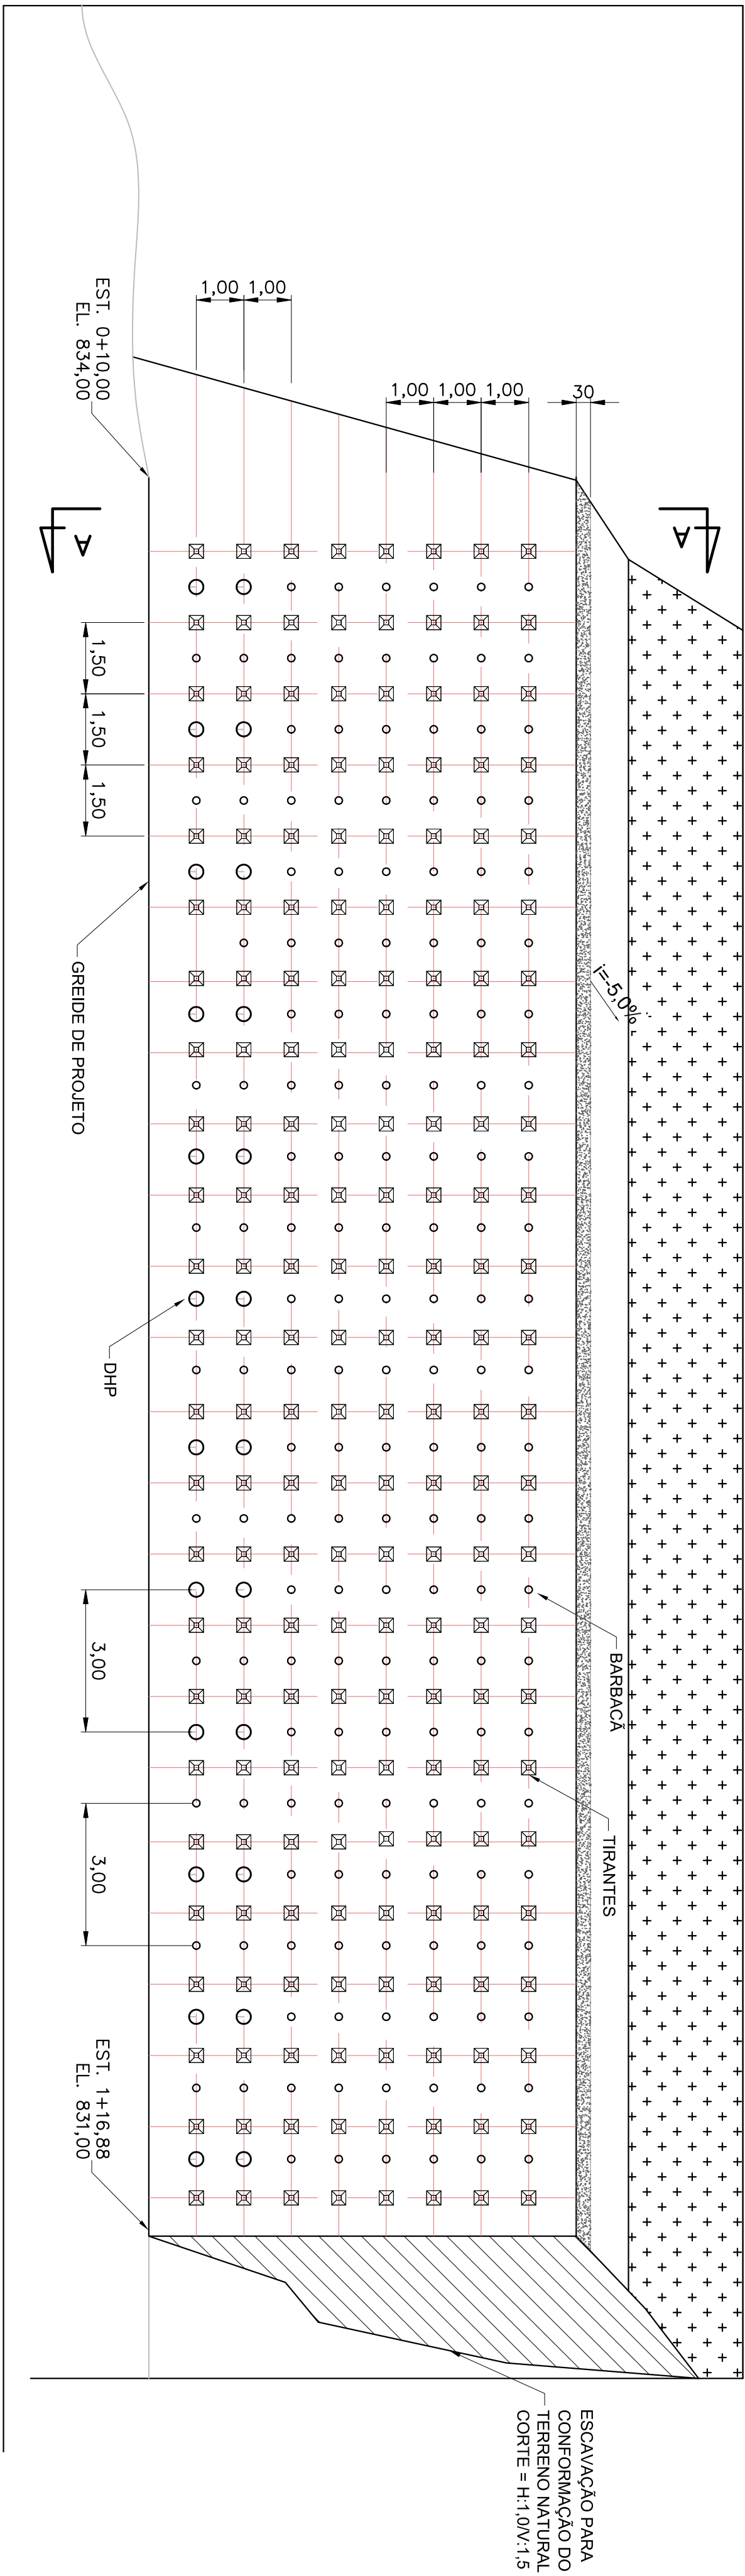 1,00
1,00
1,00
1,00
1,00
30
EST. 0+10,00
EL. 834,00
A
A
1,50
1,50
1,50
i=-5,0%
GREIDE DE PROJETO
DHP
BARBACÃ
TIRANTES
3,00
3,00
EST. 1+16,88
EL. 831,00
ESCAVAÇÃO PARA
CONFORMAÇÃO DO
TERRENO NATURAL
CORTE = H:1,0/V:1,5